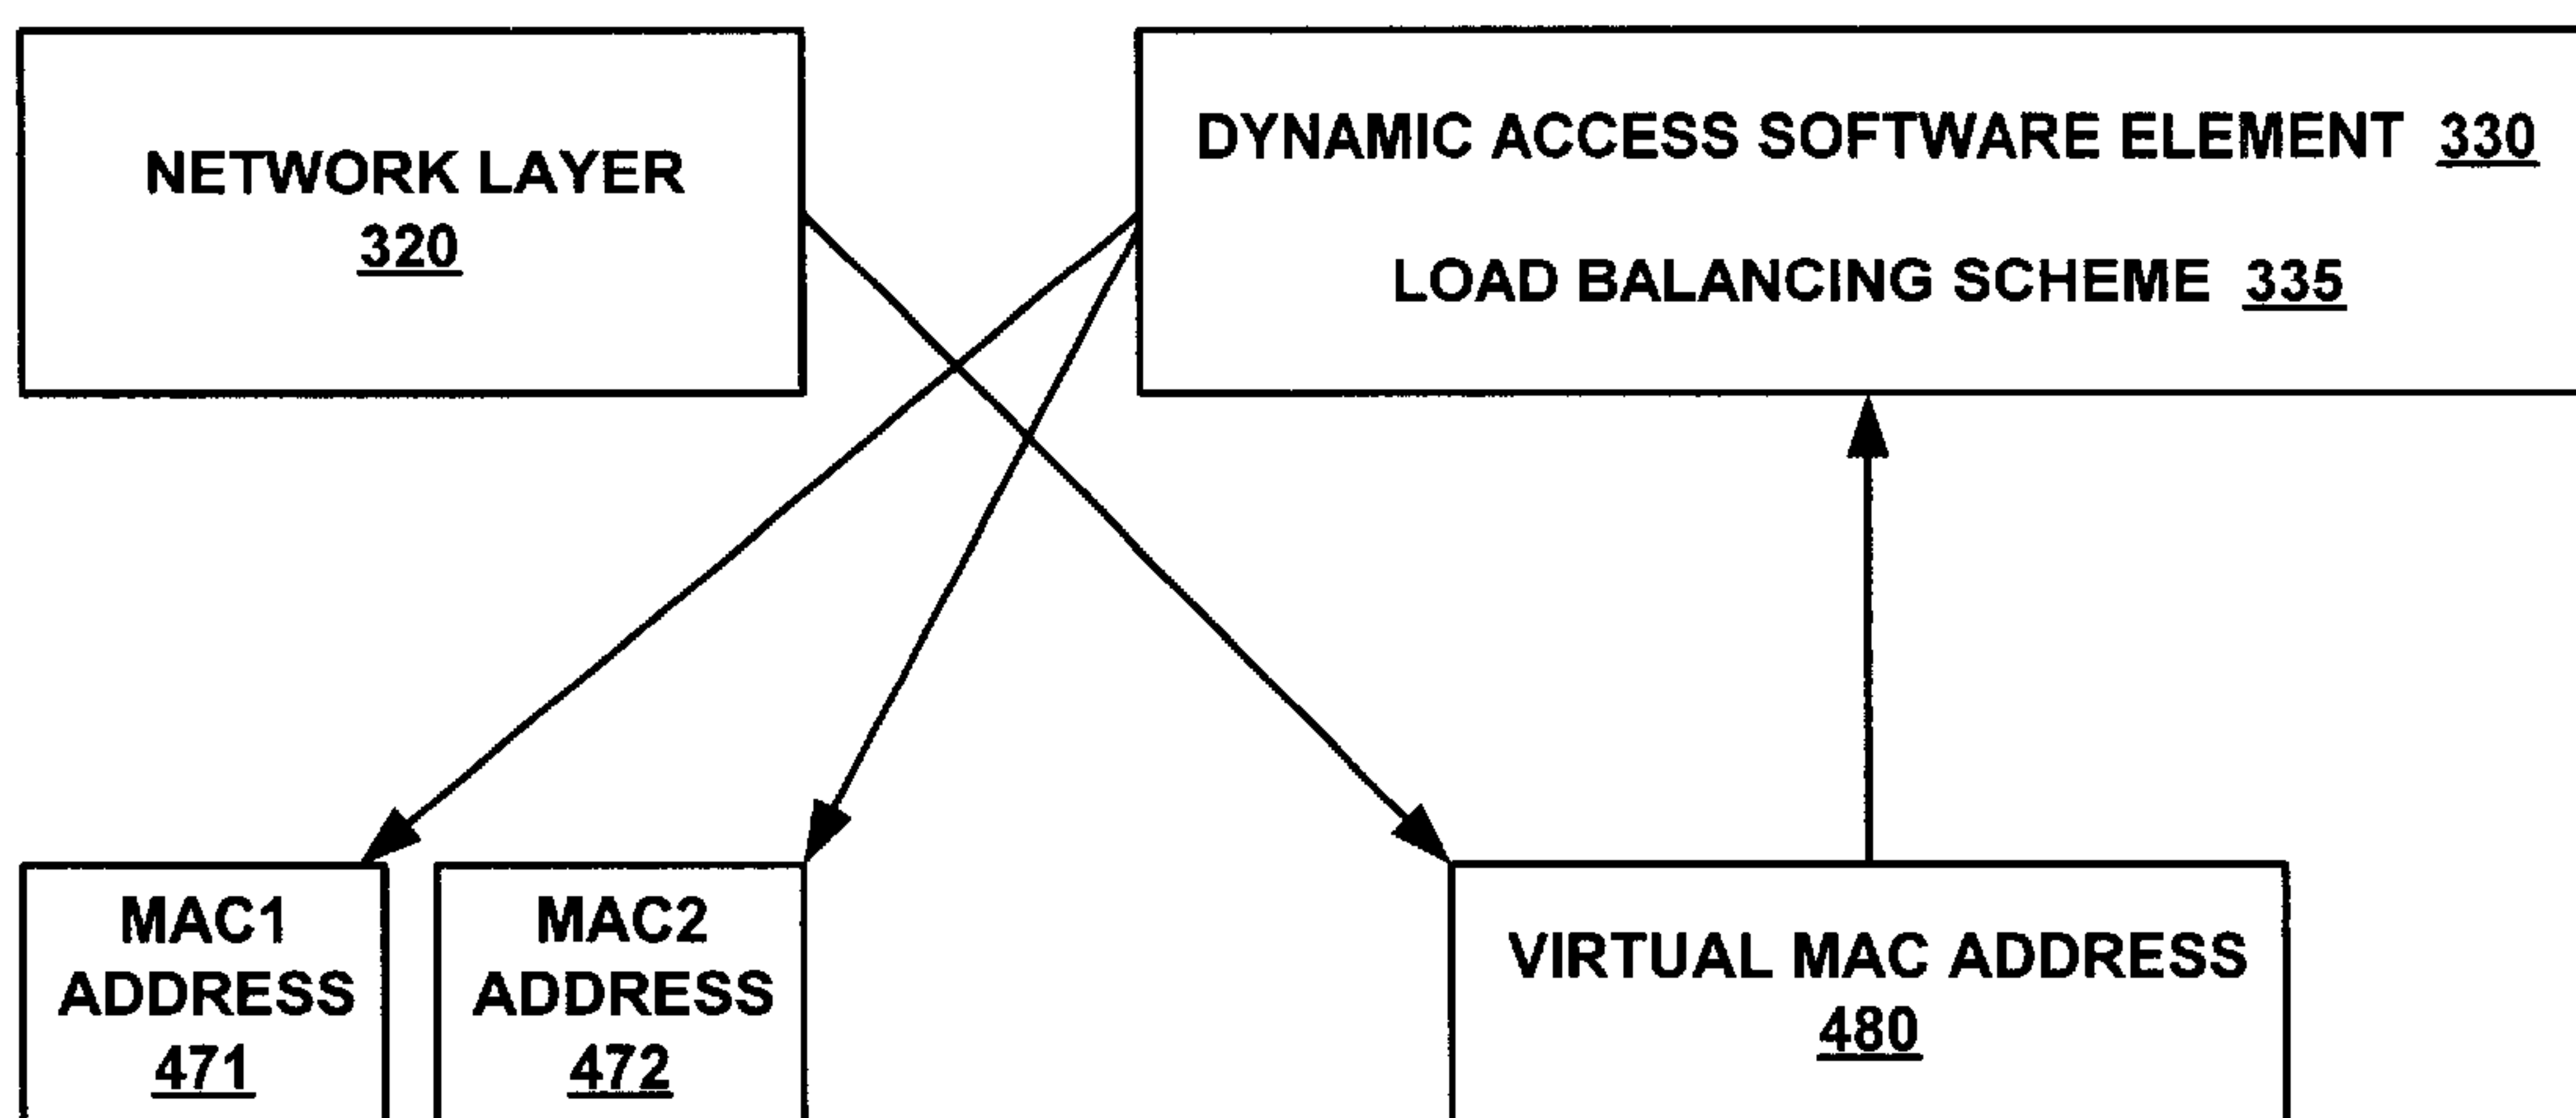 NETWORK LAYER
320
DYNAMIC ACCESS SOFTWARE ELEMENT 330
LOAD BALANCING SCHEME 335
MAC1
ADDRESS
471
MAC2
ADDRESS
472
VIRTUAL MAC ADDRESS
480